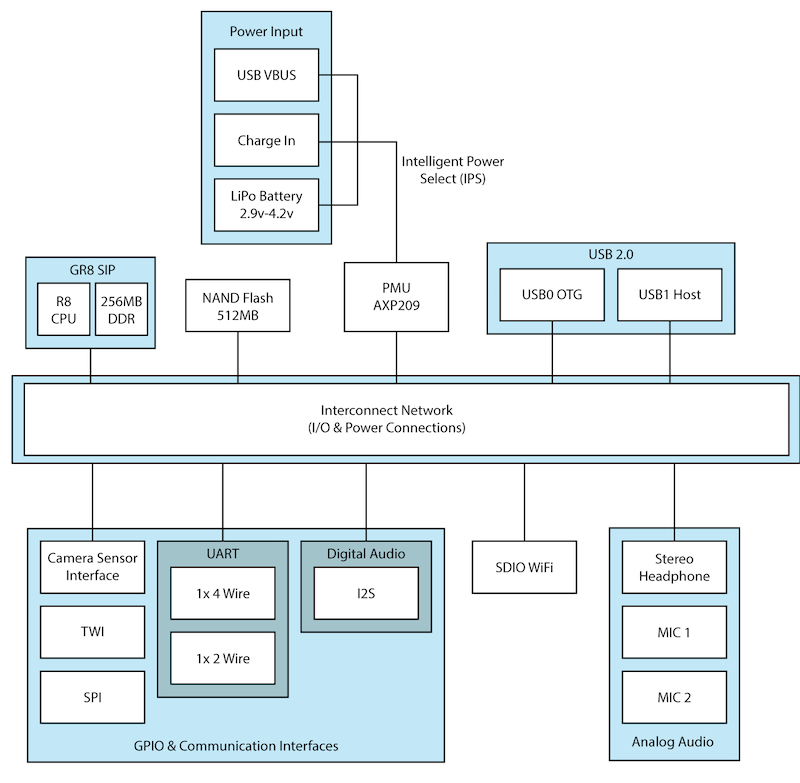 Power Input
USB VBUS
Charge In
LiPo Battery
2.9v-4.2v
Intelligent Power
Select (IPS)
GR8 SIP
R8
CPU
256MB
DDR
NAND Flash
512MB
PMU
AXP209
USB 2.0
USB0 OTG
USB1 Host
Interconnect Network
(I/O & Power Connections)
Camera Sensor
Interface
TWI
SPI
UART
1x 4 Wire
1x 2 Wire
Digital Audio
I2S
GPIO & Communication Interfaces
SDIO WiFi
Stereo
Headphone
MIC 1
MIC 2
Analog Audio